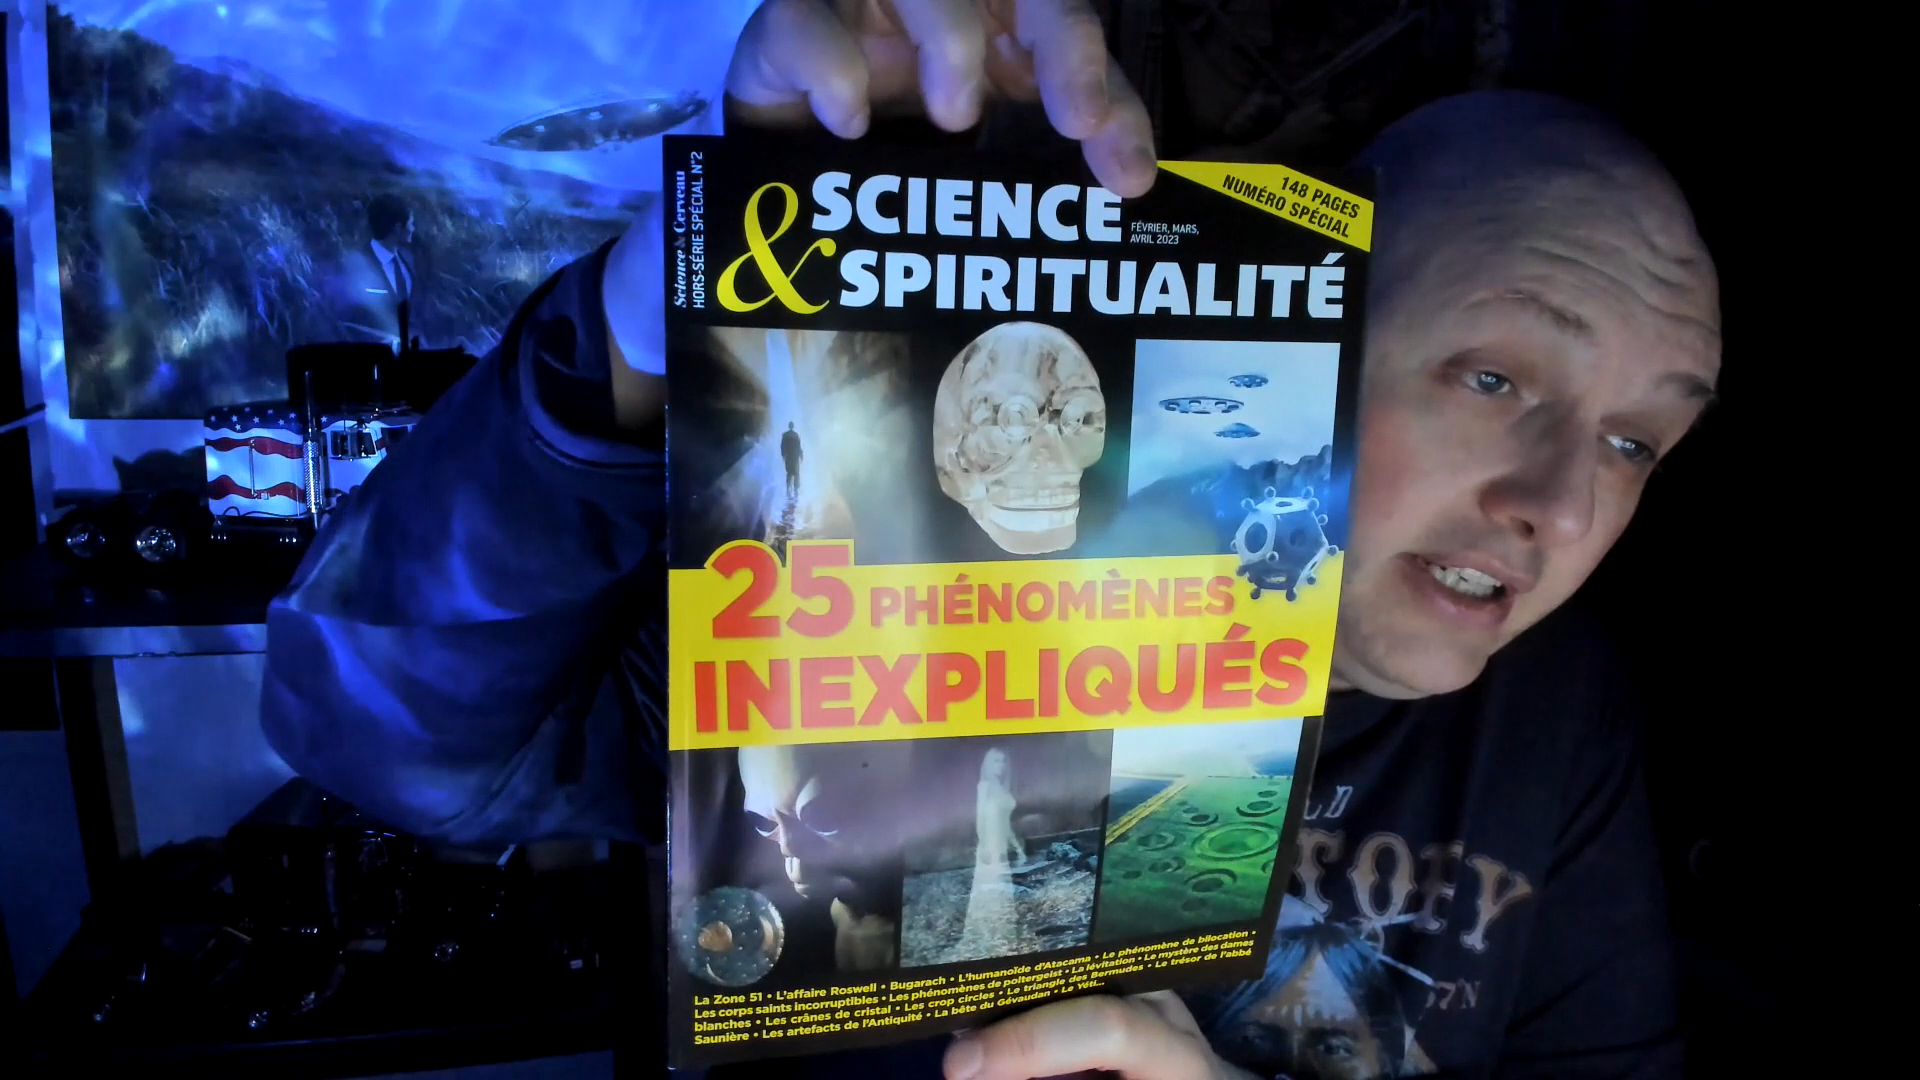 Science & Cerveau
HORS-SÉRIE SPÉCIAL N°2
SCIENCE
& SPIRITUALITÉ
FÉVRIER, MARS,
AVRIL 2023
148 PAGES
NUMÉRO SPÉCIAL
25 PHÉNOMÈNES
INEXPLIQUÉS
La Zone 51 • L'affaire Roswell • Bugarach • L'humanoïde d'Atacama • Le phénomène de bilocation •
Les corps saints incorruptibles • Les phénomènes de poltergeist • La lévitation • Le mystère des dames
blanches • Les crânes de cristal • Les crop circles • Le triangle des Bermudes • Le trésor de l'abbé
Saunière • Les artefacts de l'Antiquité • La bête du Gévaudan • Le Yéti...